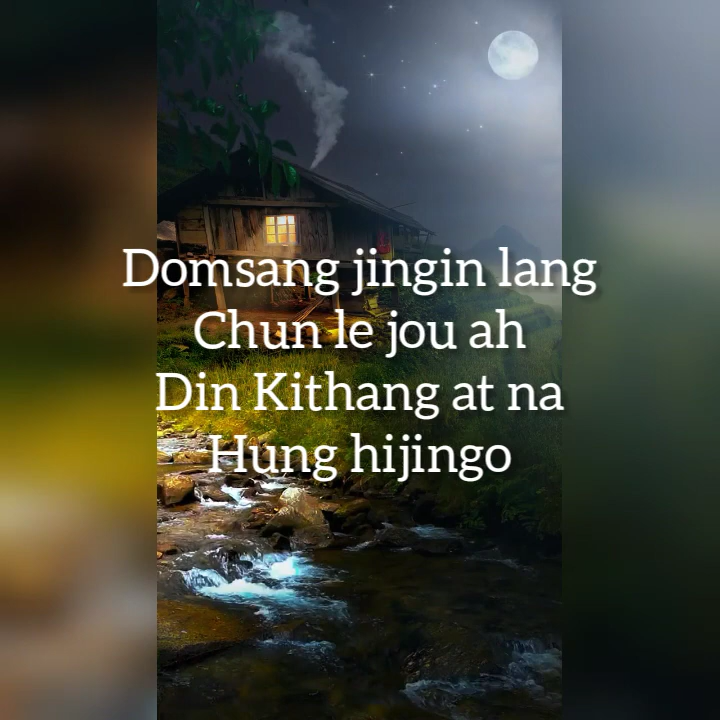 Domsang jingin lang
Chun le jou ah
Din Kithang at na
Hung hijingo